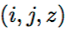 (i, j, z)